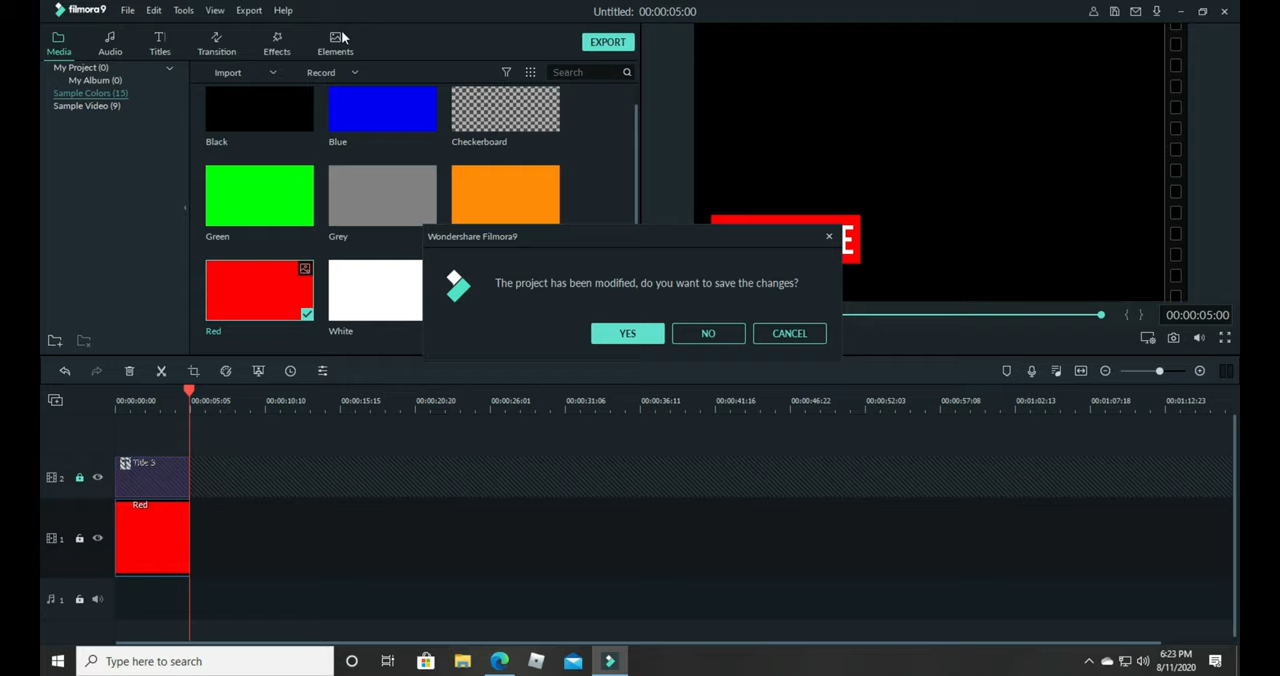 filmora9 File Edit Tools View Export Help Untitled: 00:00:05:00
Media Audio Titles Transition Effects Elements EXPORT
My Project (0)
My Album (0)
Sample Colors (15)
Sample Video (9)
Import Record Search
Black Blue Checkerboard
Green Grey
Red White
E
Wondershare Filmora9
The project has been modified, do you want to save the changes?
YES NO CANCEL
00:00:05:00
00:00:00:00 00:00:05:05 00:00:10:10 00:00:15:15 00:00:20:20 00:00:26:01 00:00:31:06 00:00:36:11 00:00:41:16 00:00:46:22 00:00:52:03 00:00:57:08 00:01:02:13 00:01:07:18 00:01:12:23
2 Title 3
Red
1
1
Type here to search
6:23 PM
8/11/2020